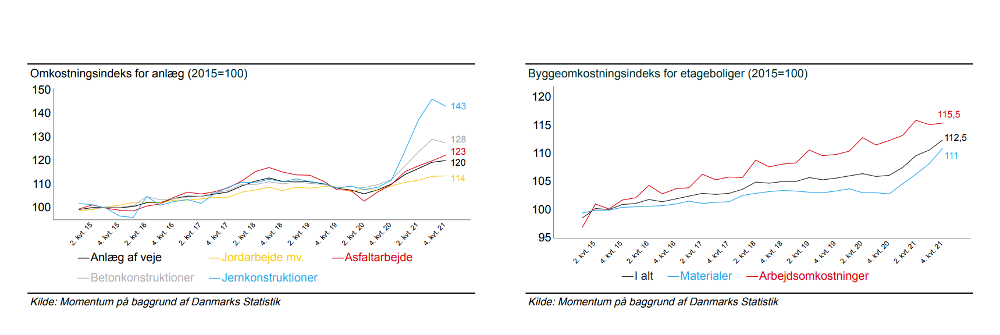 Omkostningsindeks for anlæg (2015=100)
150
140
130
120
110
100
143
128
123
120
114
2. kvt. 15
4. kvt. 15
2. kvt. 16
4. kvt. 16
2. kvt. 17
4. kvt. 17
2. kvt. 18
4. kvt. 18
2. kvt. 19
4. kvt. 19
2. kvt. 20
4. kvt. 20
2. kvt. 21
4. kvt. 21
Anlæg af veje Jordarbejde mv. Asfaltarbejde
Betonkonstruktioner Jernkonstruktioner
Kilde: Momentum på baggrund af Danmarks Statistik
Byggeomkostningsindeks for etageboliger (2015=100)
120
115
110
105
100
95
115,5
112,5
111
2. kvt. 15
4. kvt. 15
2. kvt. 16
4. kvt. 16
2. kvt. 17
4. kvt. 17
2. kvt. 18
4. kvt. 18
2. kvt. 19
4. kvt. 19
2. kvt. 20
4. kvt. 20
2. kvt. 21
4. kvt. 21
I alt Materialer Arbejdsomkostninger
Kilde: Momentum på baggrund af Danmarks Statistik